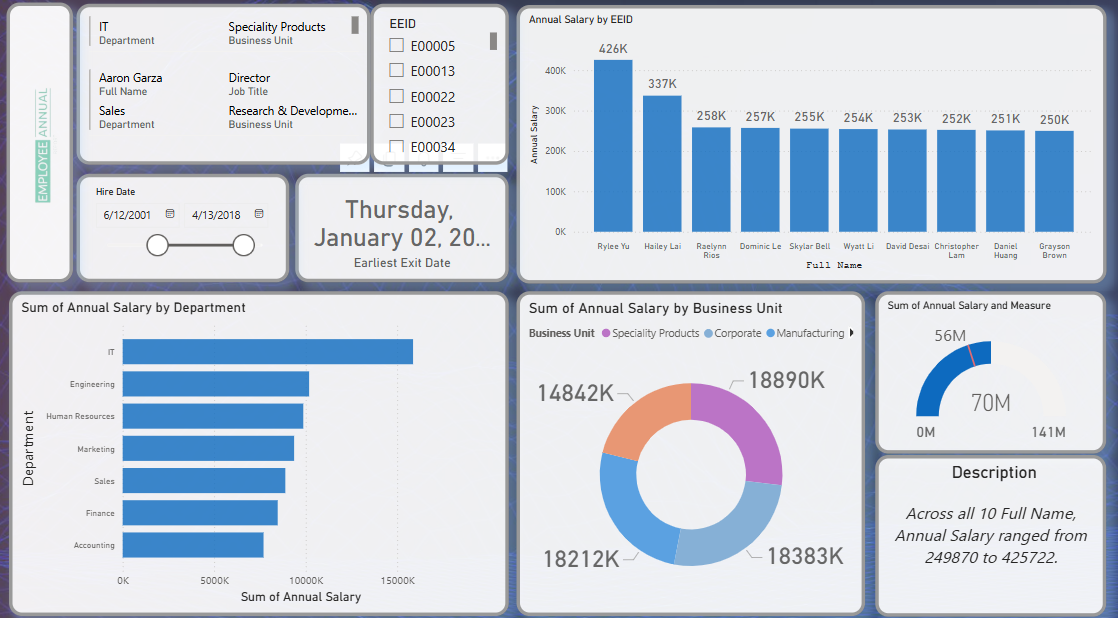 EMPLOYEE ANNUAL
IT
Department
Speciality Products
Business Unit
Aaron Garza
Full Name
Director
Job Title
Sales
Department
Research & Developme...
Business Unit
EEID
E00005
E00013
E00022
E00023
E00034
Hire Date
6/12/2001
4/13/2018
Thursday,
January 02, 20...
Earliest Exit Date
Annual Salary by EEID
Annual Salary
400K
300K
200K
100K
0K
426K
337K
258K
257K
255K
254K
253K
252K
251K
250K
Rylee Yu
Hailey Lai
Raelynn
Rios
Dominic Le
Skylar Bell
Wyatt Li
David Desai
Christopher
Lam
Daniel
Huang
Grayson
Brown
Full Name
Sum of Annual Salary by Department
Department
IT
Engineering
Human Resources
Marketing
Sales
Finance
Accounting
0K
5000K
10000K
15000K
Sum of Annual Salary
Sum of Annual Salary by Business Unit
Business Unit Speciality Products Corporate Manufacturing
14842K
18890K
18212K
18383K
Sum of Annual Salary and Measure
56M
70M
0M
141M
Description
Across all 10 Full Name,
Annual Salary ranged from
249870 to 425722.